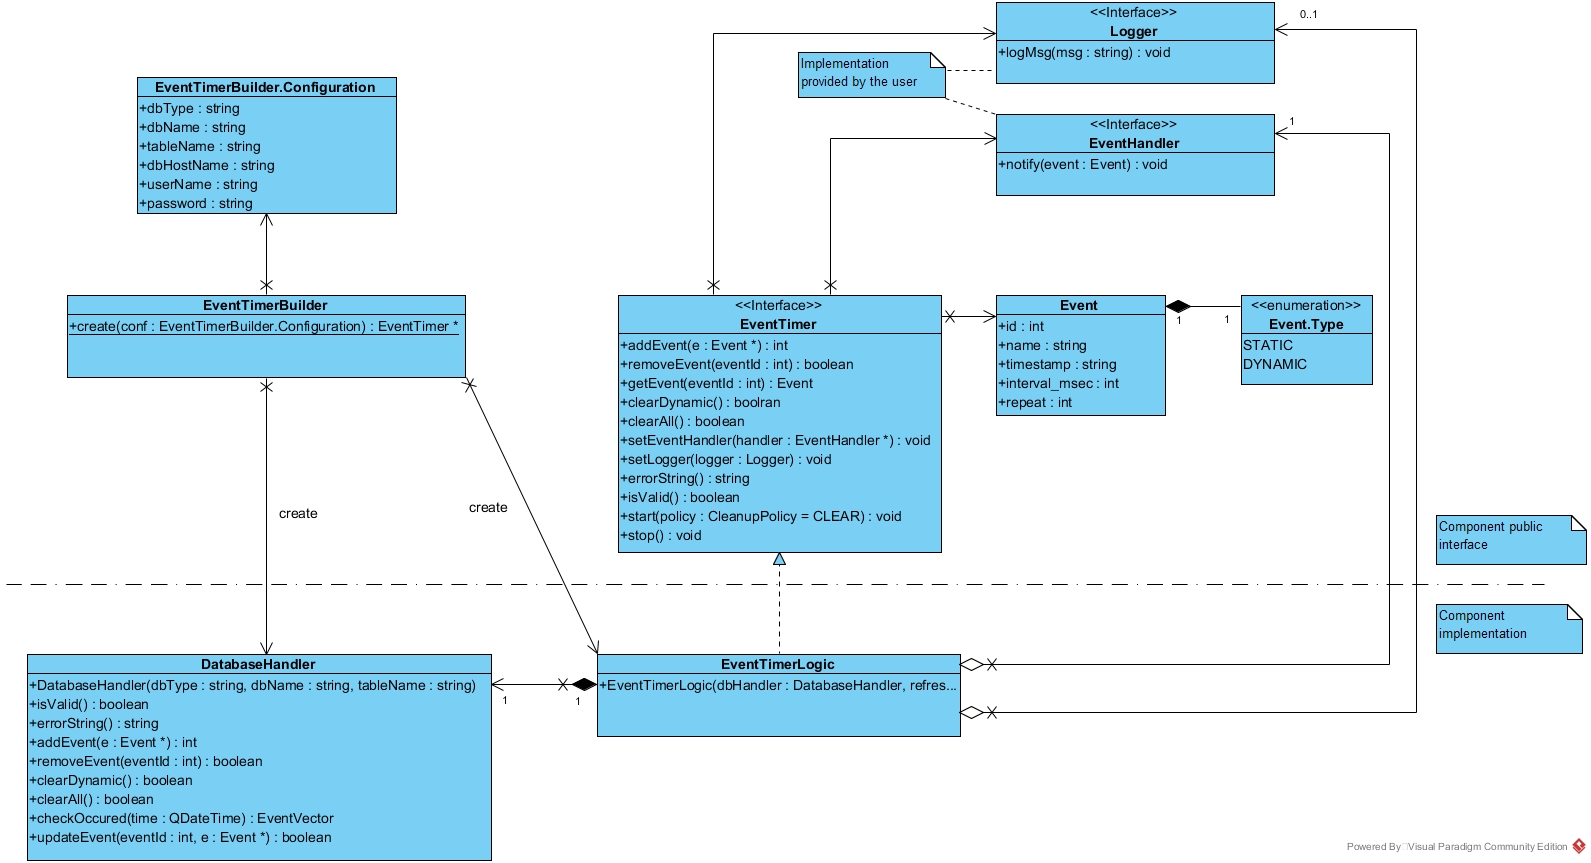 <<Interface>>
Logger
+logMsg(msg : string) : void
0..1
Implementation
provided by the user
<<Interface>>
EventHandler
+notify(event : Event) : void
1
EventTimerBuilder.Configuration
+dbType : string
+dbName : string
+tableName : string
+dbHostName : string
+userName : string
+password : string
EventTimerBuilder
+create(conf : EventTimerBuilder.Configuration) : EventTimer *
<<Interface>>
EventTimer
+addEvent(e : Event *) : int
+removeEvent(eventId : int) : boolean
+getEvent(eventId : int) : Event
+clearDynamic() : boolran
+clearAll() : boolean
+setEventHandler(handler : EventHandler *) : void
+setLogger(logger : Logger) : void
+errorString() : string
+isValid() : boolean
+start(policy : CleanupPolicy = CLEAR) : void
+stop() : void
Event
+id : int
+name : string
+timestamp : string
+interval_msec : int
+repeat : int
1
1
<<enumeration>>
Event.Type
STATIC
DYNAMIC
create
create
Component public
interface
Component
implementation
DatabaseHandler
+DatabaseHandler(dbType : string, dbName : string, tableName : string)
+isValid() : boolean
+errorString() : string
+addEvent(e : Event *) : int
+removeEvent(eventId : int) : boolean
+clearDynamic() : boolean
+clearAll() : boolean
+checkOccured(time : QDateTime) : EventVector
+updateEvent(eventId : int, e : Event *) : boolean
1
1
EventTimerLogic
+EventTimerLogic(dbHandler : DatabaseHandler, refres...
Powered By Visual Paradigm Community Edition